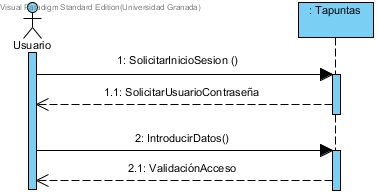 Visual Paradigm Standard Edition(Universidad Granada)
: Tapuntas
Usuario
1: SolicitarInicioSesion ()
1.1: SolicitarUsuarioContraseña
2: IntroducirDatos()
2.1: ValidaciónAcceso